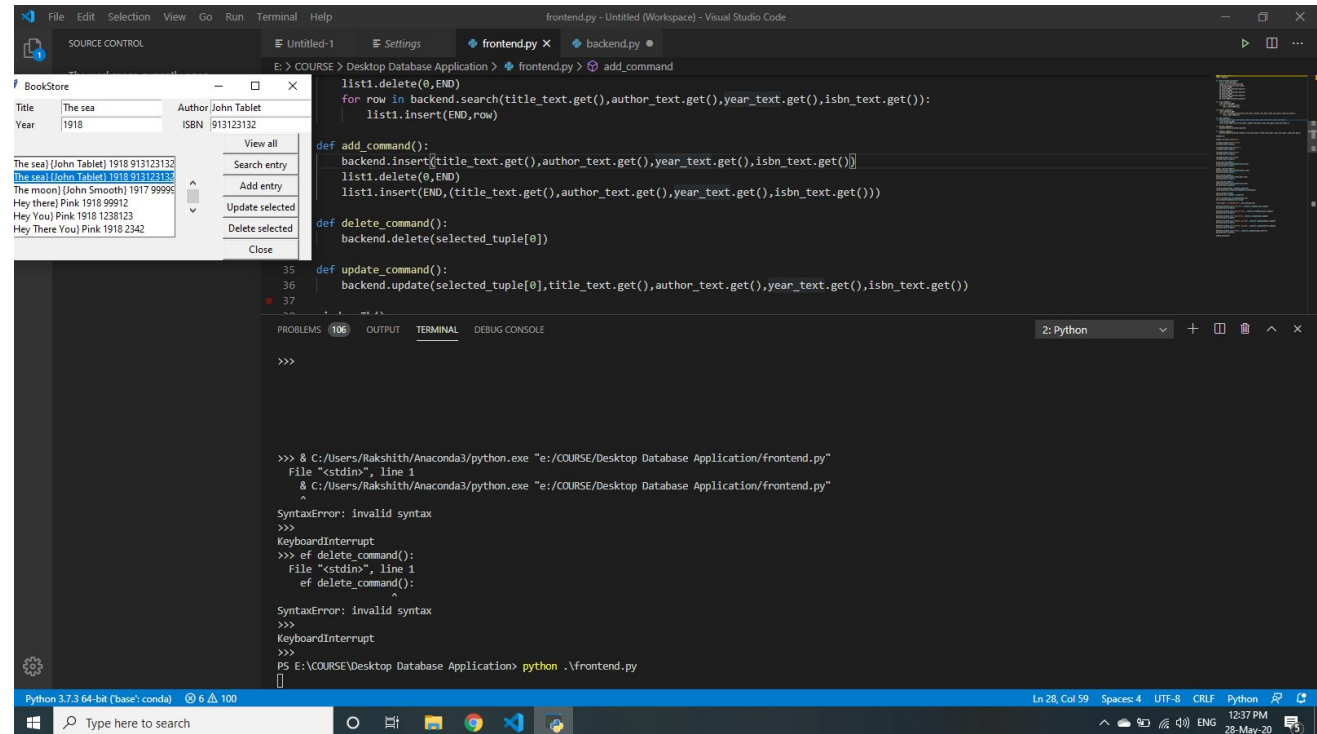 File Edit Selection View Go Run Terminal Help frontend.py - Untitled (Workspace) - Visual Studio Code
SOURCE CONTROL
Untitled-1 Settings frontend.py backend.py
E: > COURSE > Desktop Database Application > frontend.py > add_command
BookStore
Title The sea Author John Tablet
Year 1918 ISBN 913123132
View all
Search entry
Add entry
Update selected
Delete selected
Close
The sea} {John Tablet} 1918 913123132
The sea} {John Tablet} 1918 913123132
The moon} {John Smooth} 1917 99999
Hey there} Pink 1918 99912
Hey You} Pink 1918 1238123
Hey There You} Pink 1918 2342
list1.delete(0,END)
for row in backend.search(title_text.get(),author_text.get(),year_text.get(),isbn_text.get()):
list1.insert(END,row)
def add_command():
backend.insert(title_text.get(),author_text.get(),year_text.get(),isbn_text.get())
list1.delete(0,END)
list1.insert(END,(title_text.get(),author_text.get(),year_text.get(),isbn_text.get()))
def delete_command():
backend.delete(selected_tuple[0])
35 def update_command():
36 backend.update(selected_tuple[0],title_text.get(),author_text.get(),year_text.get(),isbn_text.get())
37
PROBLEMS 106 OUTPUT TERMINAL DEBUG CONSOLE 2: Python
>>>
>>> & C:/Users/Rakshith/Anaconda3/python.exe "e:/COURSE/Desktop Database Application/frontend.py"
File "<stdin>", line 1
& C:/Users/Rakshith/Anaconda3/python.exe "e:/COURSE/Desktop Database Application/frontend.py"
^
SyntaxError: invalid syntax
>>>
KeyboardInterrupt
>>> ef delete_command():
File "<stdin>", line 1
ef delete_command():
^
SyntaxError: invalid syntax
>>>
KeyboardInterrupt
>>>
PS E:\COURSE\Desktop Database Application> python .\frontend.py
Python 3.7.3 64-bit ('base': conda) 6 100 Ln 28, Col 59 Spaces: 4 UTF-8 CRLF Python
Type here to search
ENG 12:37 PM
28-May-20
5